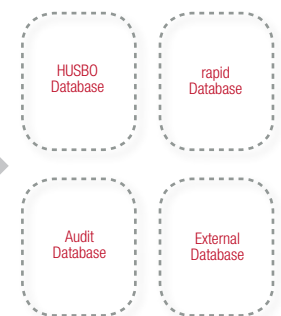 HUSBO
Database
rapid
Database
Audit
Database
External
Database